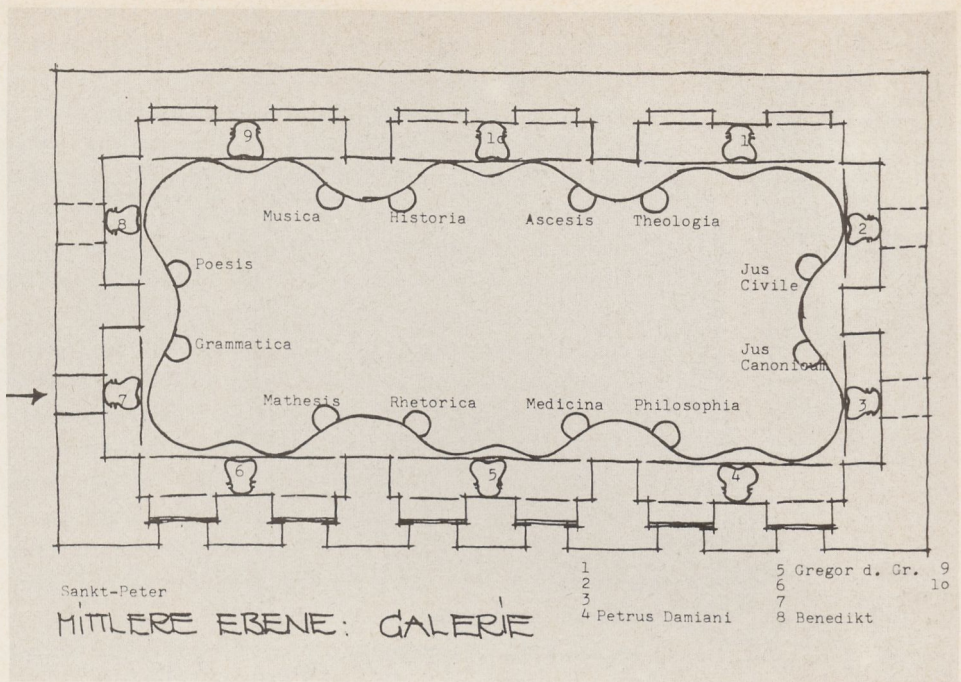 9
10
1
Musica
Historia
Ascesis
Theologia
8
2
Poesis
Jus
Civile
Grammatica
Jus
Canonicum
7
3
Mathesis
Rhetorica
Medicina
Philosophia
6
5
4
1
5 Gregor d. Gr.
9
2
6
10
3
7
4 Petrus Damiani
8 Benedikt
Sankt-Peter
MITTLERE EBENE: GALERIE